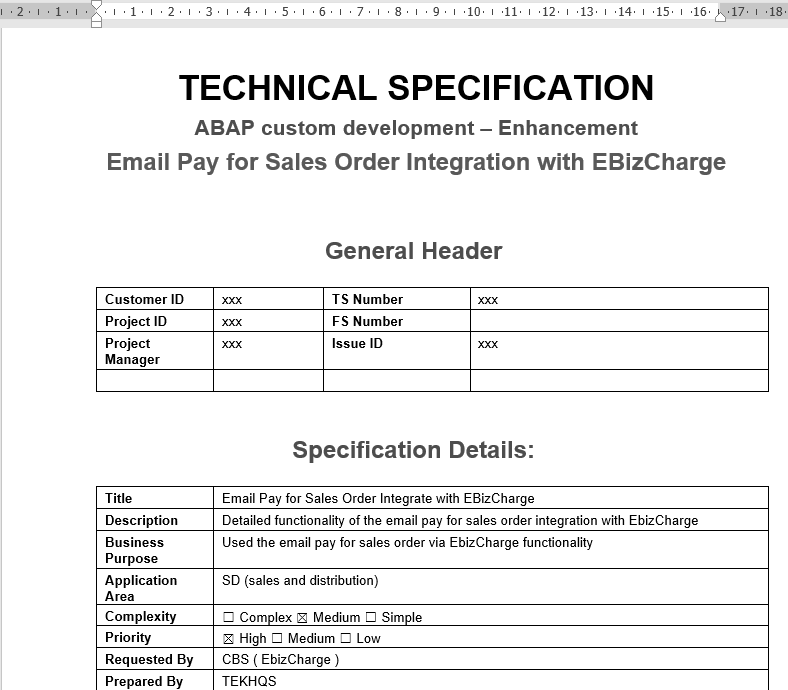 2 1 1 2 3 4 5 6 7 8 9 10 11 12 13 14 15 16 17 18
TECHNICAL SPECIFICATION
ABAP custom development – Enhancement
Email Pay for Sales Order Integration with EBizCharge
General Header
Customer ID xxx TS Number xxx
Project ID xxx FS Number
Project Manager xxx Issue ID xxx
Specification Details:
Title Email Pay for Sales Order Integrate with EBizCharge
Description Detailed functionality of the email pay for sales order integration with EbizCharge
Business Purpose Used the email pay for sales order via EbizCharge functionality
Application Area SD (sales and distribution)
Complexity ☐ Complex ☒ Medium ☐ Simple
Priority ☒ High ☐ Medium ☐ Low
Requested By CBS ( EbizCharge )
Prepared By TEKHQS